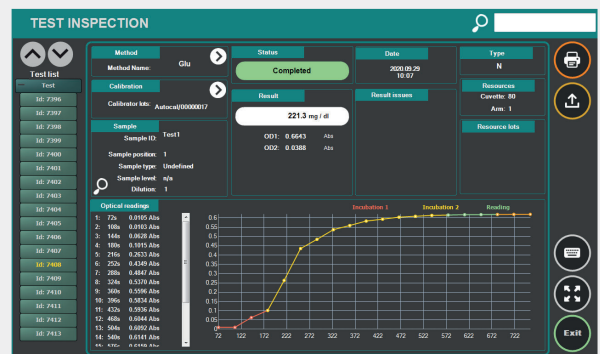 TEST INSPECTION
Test list
Test
Id: 7396
Id: 7397
Id: 7398
Id: 7399
Id: 7400
Id: 7401
Id: 7402
Id: 7403
Id: 7404
Id: 7405
Id: 7406
Id: 7407
Id: 7408
Id: 7409
Id: 7410
Id: 7411
Id: 7412
Id: 7413
Method
Method Name: Glu
Calibration
Calibrator lots: Autocal/00000017
Sample
Sample ID: Test1
Sample position: 1
Sample type: Undefined
Sample level: n/a
Dilution: 1
Status
Completed
Result
221.3 mg / dl
OD1: 0.6643 Abs
OD2: 0.0388 Abs
Date
2020.09.29
10:07
Result issues
Type
N
Resources
Cuvette: 80
Arm: 1
Resource lots
Optical readings
1: 72s 0.0105 Abs
2: 108s 0.0103 Abs
3: 144s 0.0628 Abs
4: 180s 0.1015 Abs
5: 216s 0.2633 Abs
6: 252s 0.4349 Abs
7: 288s 0.4847 Abs
8: 324s 0.5370 Abs
9: 360s 0.5596 Abs
10: 396s 0.5834 Abs
11: 432s 0.5936 Abs
12: 468s 0.6044 Abs
13: 504s 0.6092 Abs
14: 540s 0.6141 Abs
15: 576s 0.6159 Abs
Incubation 1 Incubation 2 Reading
0.6
0.55
0.5
0.45
0.4
0.35
0.3
0.25
0.2
0.15
0.1
0.05
0
72 122 172 222 272 322 372 422 472 522 572 622 672 722
Exit